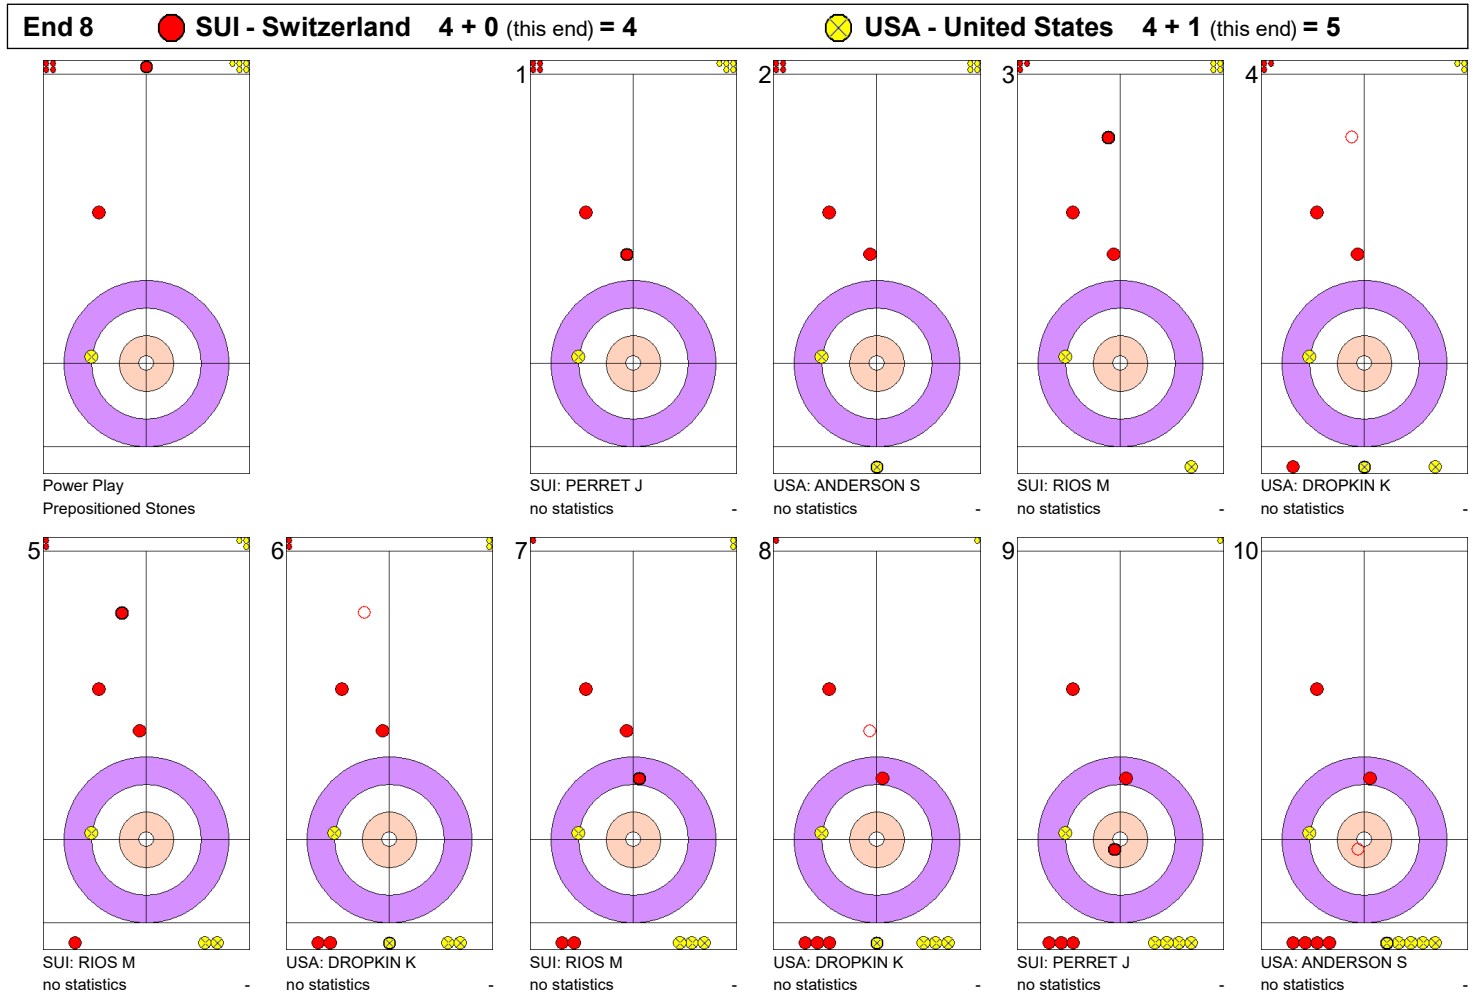 End 8 SUI - Switzerland 4 + 0 (this end) = 4 USA - United States 4 + 1 (this end) = 5
1 2 3 4
Power Play SUI: PERRET J USA: ANDERSON S SUI: RIOS M USA: DROPKIN K
Prepositioned Stones no statistics - no statistics - no statistics - no statistics -
5 6 7 8 9 10
SUI: RIOS M USA: DROPKIN K SUI: RIOS M USA: DROPKIN K SUI: PERRET J USA: ANDERSON S
no statistics - no statistics - no statistics - no statistics - no statistics - no statistics -